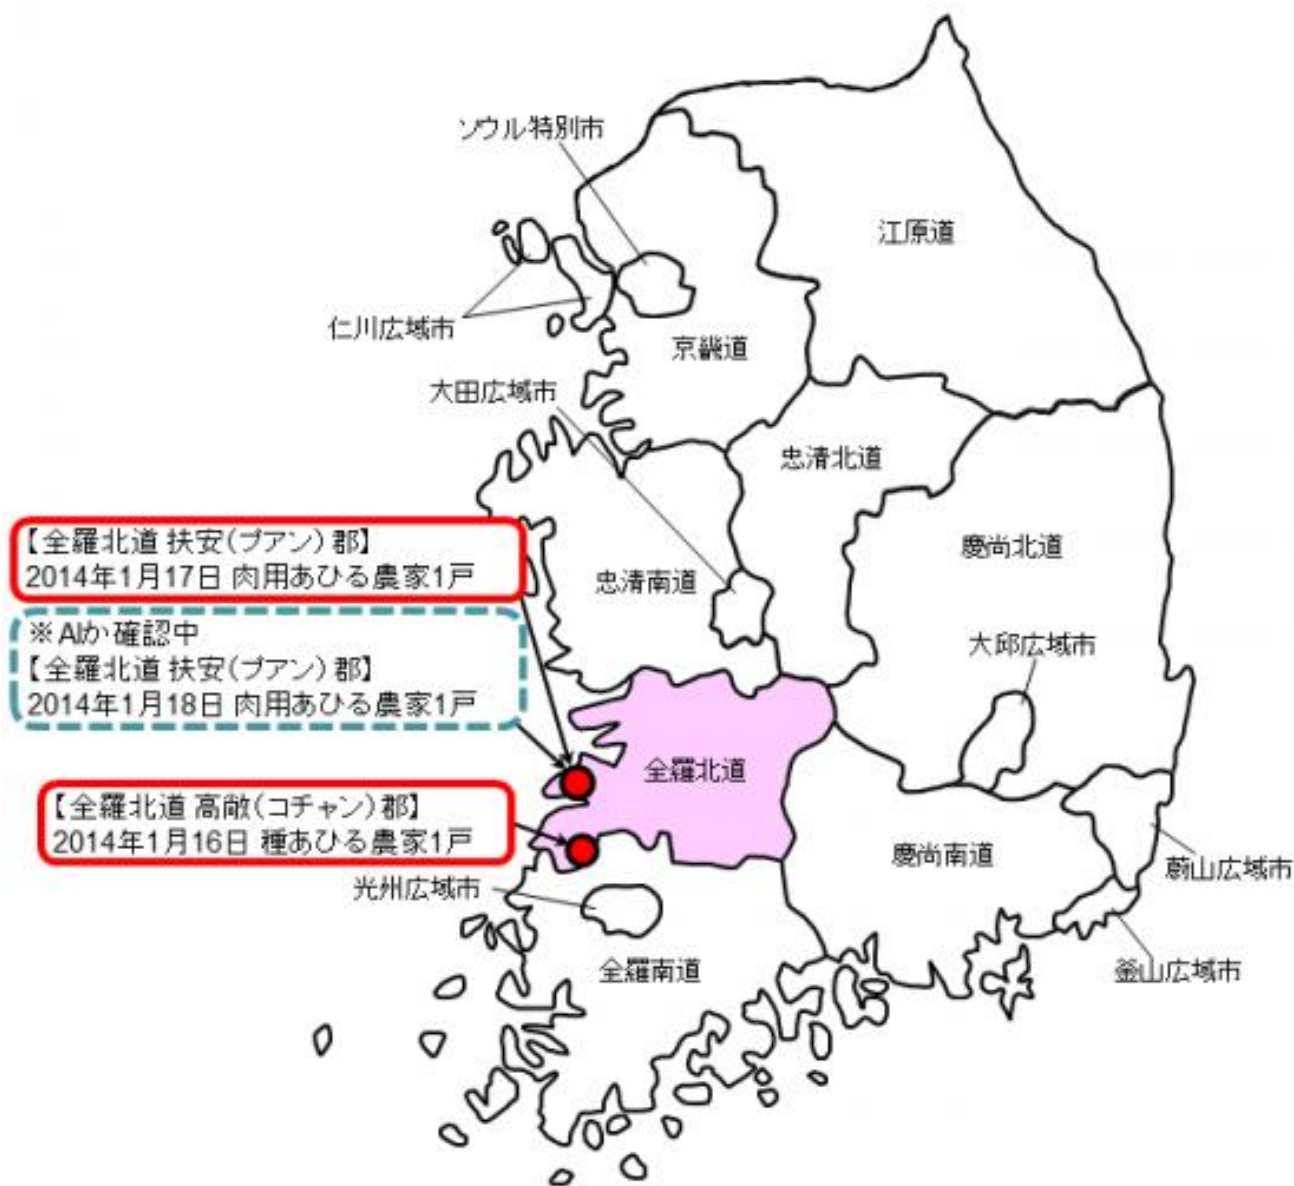 ソウル特別市
江原道
仁川広域市
京畿道
大田広域市
忠清北道
【全羅北道 扶安(プアン)郡】
2014年1月17日 肉用あひる農家1戸
慶尚北道
忠清南道
※AIか確認中
【全羅北道 扶安(プアン)郡】
2014年1月18日 肉用あひる農家1戸
大邱広域市
全羅北道
【全羅北道 高敞(コチャン)郡】
2014年1月16日 種あひる農家1戸
慶尚南道
蔚山広域市
光州広域市
全羅南道
釜山広域市